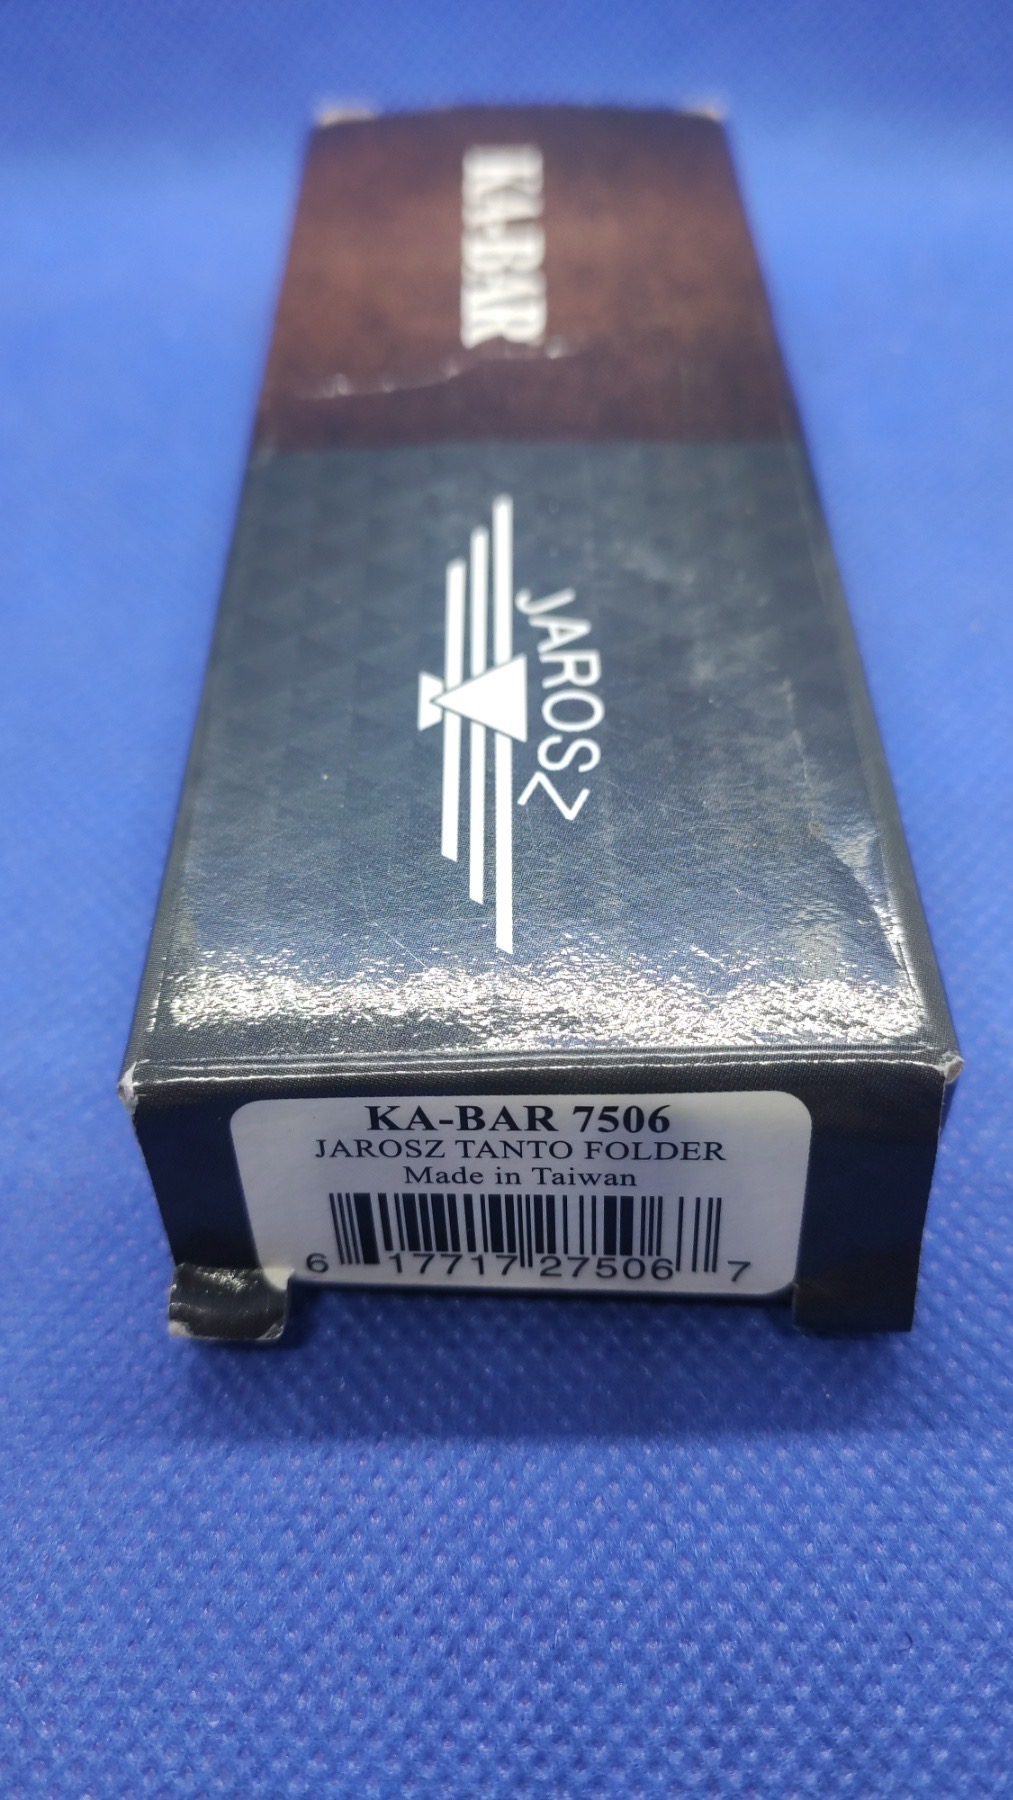 KA-BAR
JAROSZ
KA-BAR 7506
JAROSZ TANTO FOLDER
Made in Taiwan
6 17717 27506 7